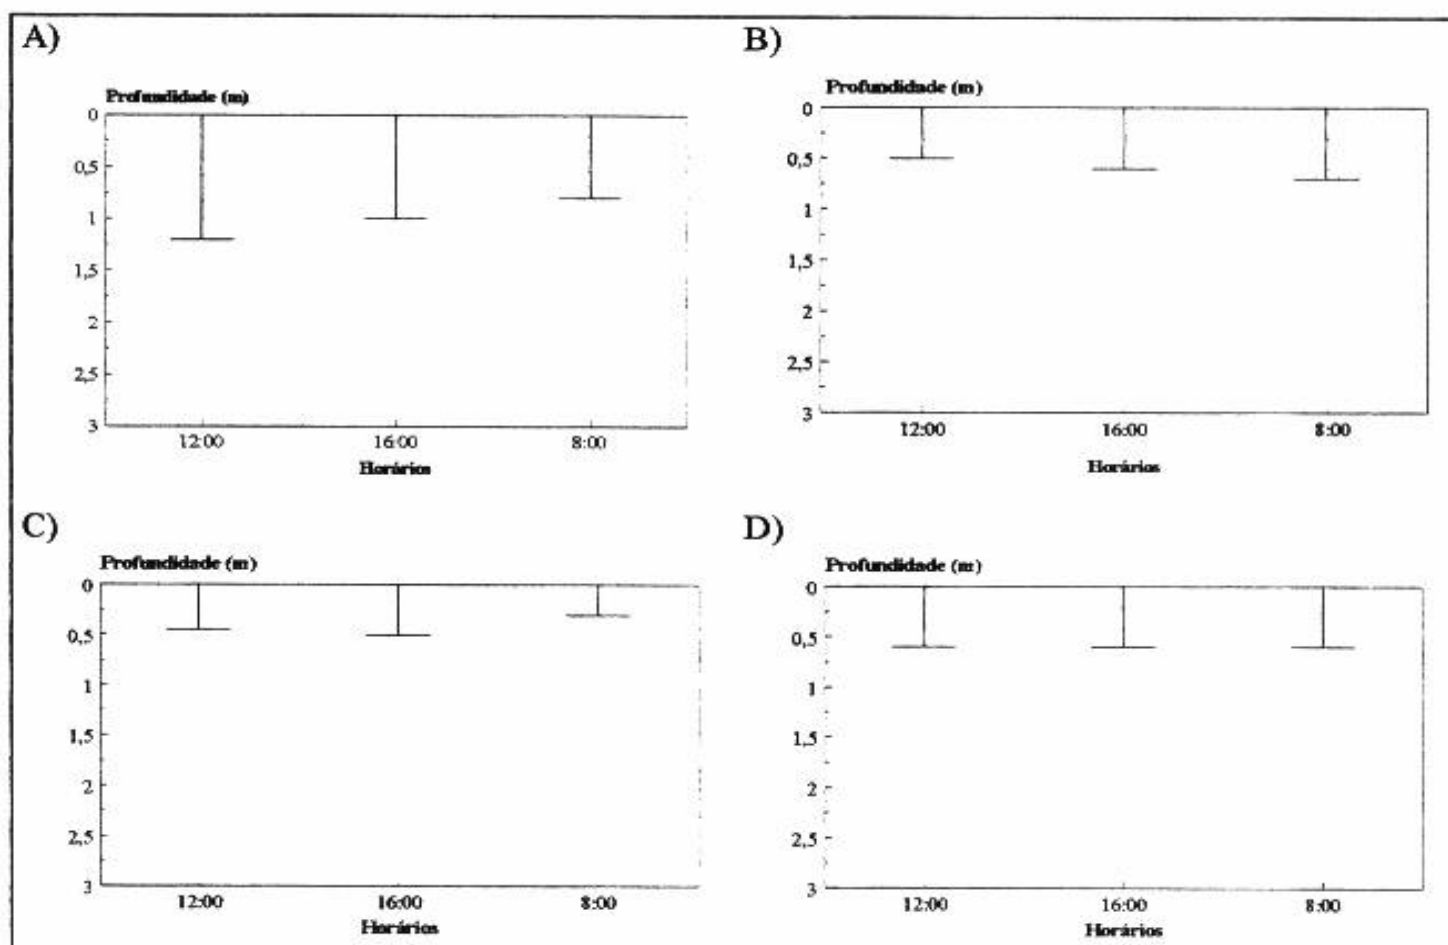 A)
Profundidade (m)
0
0,5
1
1,5
2
2,5
3
12:00 16:00 8:00
Horários
B)
Profundidade (m)
0
0,5
1
1,5
2
2,5
3
12:00 16:00 8:00
Horários
C)
Profundidade (m)
0
0,5
1
1,5
2
2,5
3
12:00 16:00 8:00
Horários
D)
Profundidade (m)
0
0,5
1
1,5
2
2,5
3
12:00 16:00 8:00
Horários